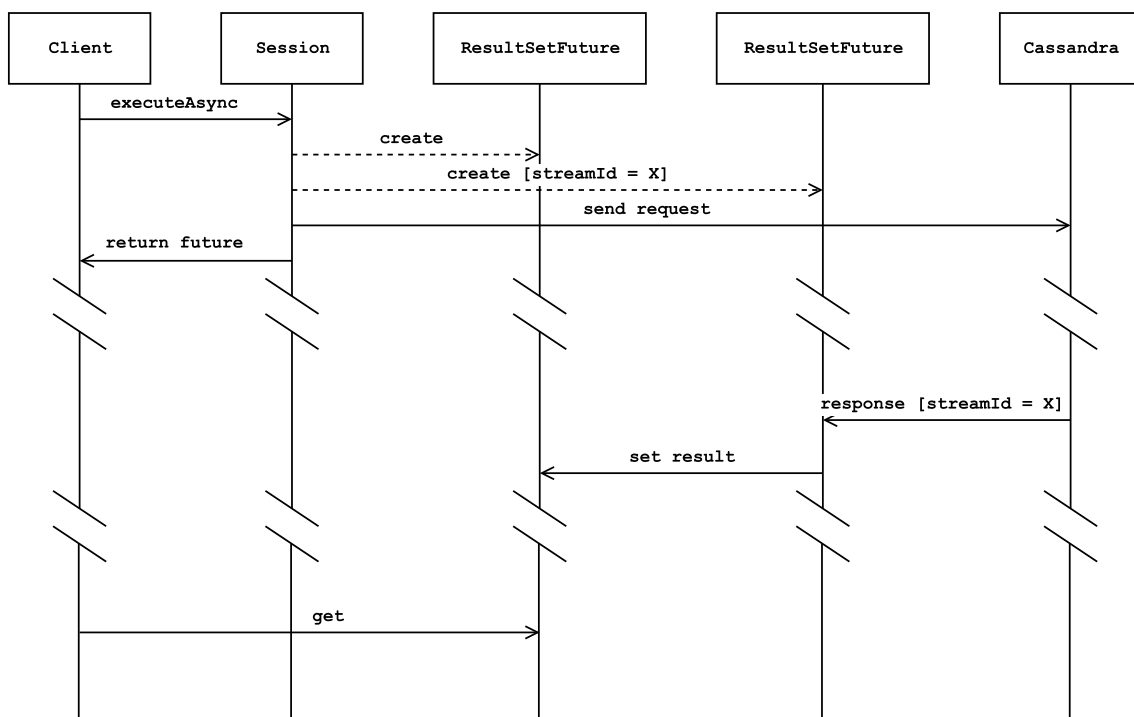 Client
Session
ResultSetFuture
ResultSetFuture
Cassandra
executeAsync
create
create [streamId = X]
send request
return future
response [streamId = X]
set result
get